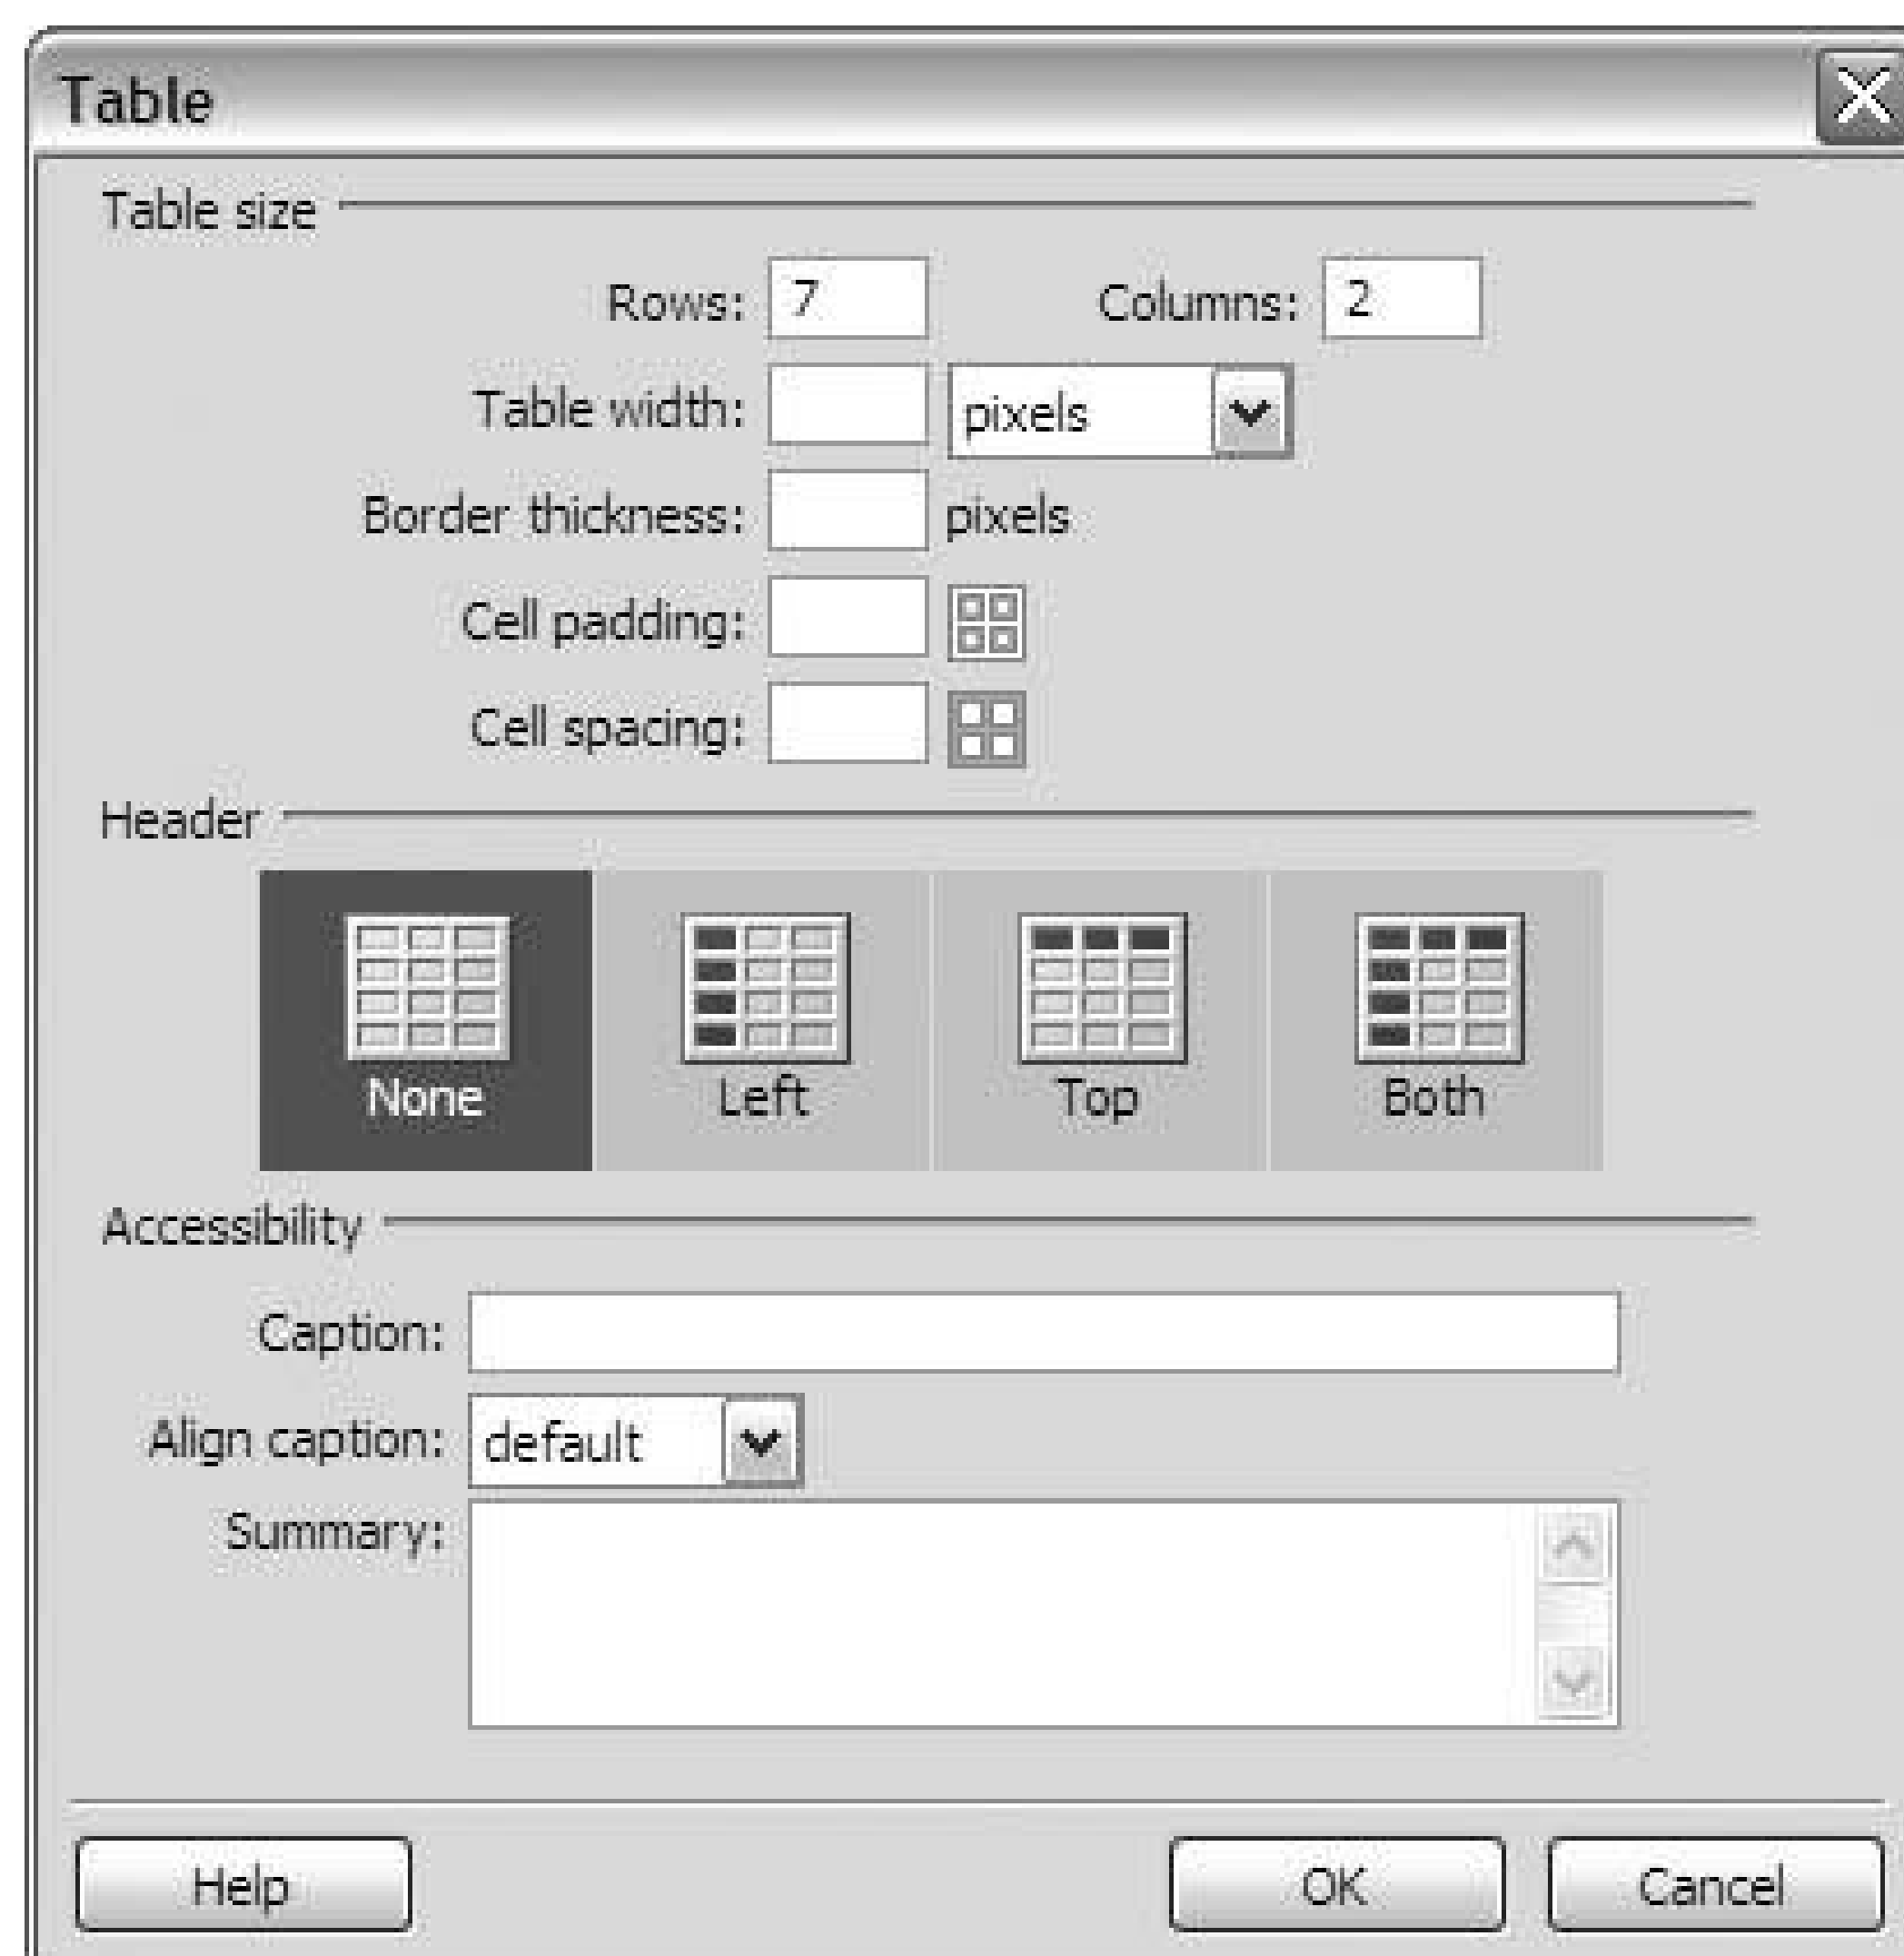 Table
Table size
Rows: 7 Columns: 2
Table width: pixels
Border thickness: pixels
Cell padding:
Cell spacing:
Header
None Left Top Both
Accessibility
Caption:
Align caption: default
Summary:
Help OK Cancel